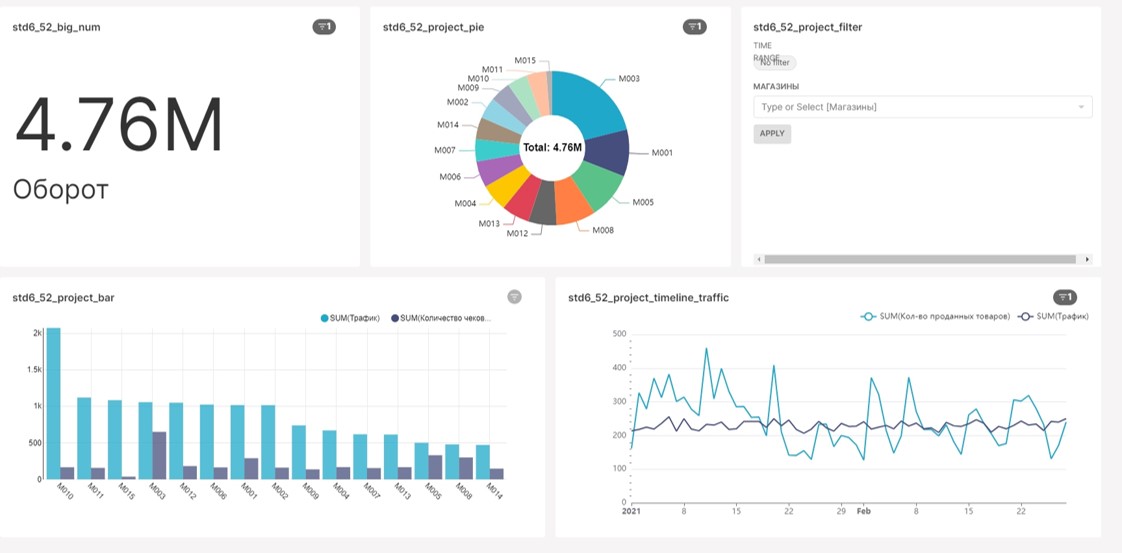 std6_52_big_num
1
4.76M
Оборот
std6_52_project_pie
1
M015
M011
M010
M009
M002
M014
M007
M006
M004
M013
M012
M008
M005
M001
M003
Total: 4.76M
std6_52_project_filter
TIME
RANGE
No filter
МАГАЗИНЫ
Type or Select [Магазины]
APPLY
std6_52_project_bar
SUM(Трафик) SUM(Количество чеков...
2k
1.5k
1k
500
0
M010 M011 M015 M003 M012 M006 M001 M002 M009 M004 M007 M013 M005 M008 M014
std6_52_project_timeline_traffic
1
SUM(Кол-во проданных товаров) SUM(Трафик)
500
400
300
200
100
0
2021 8 15 22 29 Feb 8 15 22